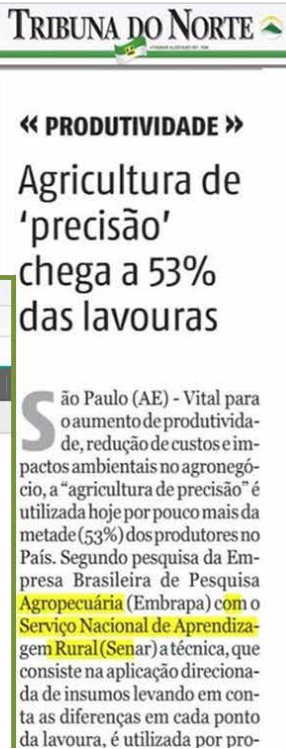 TRIBUNA DO NORTE
« PRODUTIVIDADE »
Agricultura de
‘precisão’
chega a 53%
das lavouras
São Paulo (AE) - Vital para
o aumento de produtivida-
de, redução de custos e im-
pactos ambientais no agronegó-
cio, a “agricultura de precisão” é
utilizada hoje por pouco mais da
metade (53%) dos produtores no
País. Segundo pesquisa da Em-
presa Brasileira de Pesquisa
Agropecuária (Embrapa) com o
Serviço Nacional de Aprendiza-
gem Rural (Senar) a técnica, que
consiste na aplicação direciona-
da de insumos levando em con-
ta as diferenças em cada ponto
da lavoura, é utilizada por pro-